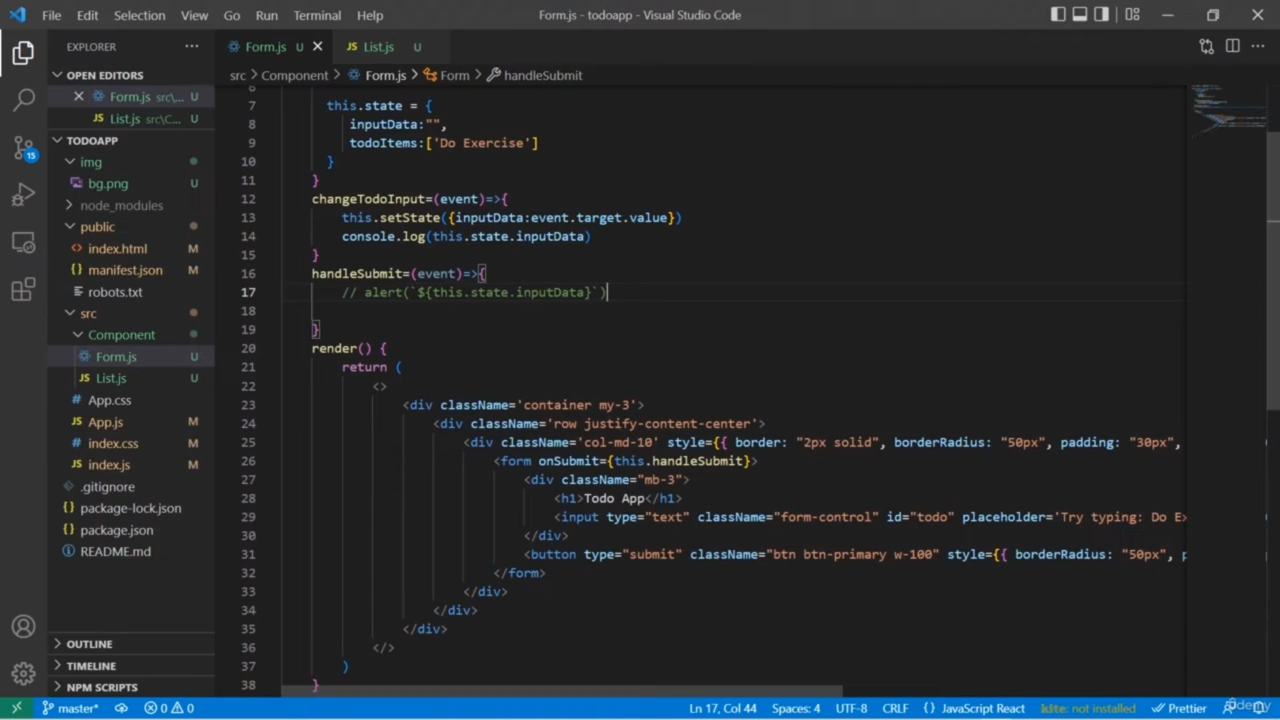 File Edit Selection View Go Run Terminal Help Form.js - todoapp - Visual Studio Code
EXPLORER ...
OPEN EDITORS
Form.js src\... U
List.js src\C... U
TODOAPP
img
bg.png U
node_modules
public
index.html M
manifest.json M
robots.txt
src
Component
Form.js U
List.js U
App.css
App.js M
index.css M
index.js M
.gitignore
package-lock.json
package.json
README.md
OUTLINE
TIMELINE
NPM SCRIPTS
15
Form.js U List.js U
src > Component > Form.js > Form > handleSubmit
6
7 this.state = {
8 inputData:"",
9 todoItems:['Do Exercise']
10 }
11 }
12 changeTodoInput=(event)=>{
13 this.setState({inputData:event.target.value})
14 console.log(this.state.inputData)
15 }
16 handleSubmit=(event)=>{
17 // alert(`${this.state.inputData}`)
18
19 }
20 render() {
21 return (
22 <>
23 <div className='container my-3'>
24 <div className='row justify-content-center'>
25 <div className='col-md-10' style={{ border: "2px solid", borderRadius: "50px", padding: "30px",
26 <form onSubmit={this.handleSubmit}>
27 <div className="mb-3">
28 <h1>Todo App</h1>
29 <input type="text" className="form-control" id="todo" placeholder='Try typing: Do Ex
30 </div>
31 <button type="submit" className="btn btn-primary w-100" style={{ borderRadius: "50px", p
32 </form>
33 </div>
34 </div>
35 </div>
36 </>
37 )
38 }
master* 0 0 Ln 17, Col 44 Spaces: 4 UTF-8 CRLF {} JavaScript React kite: not installed Prettier
Udemy